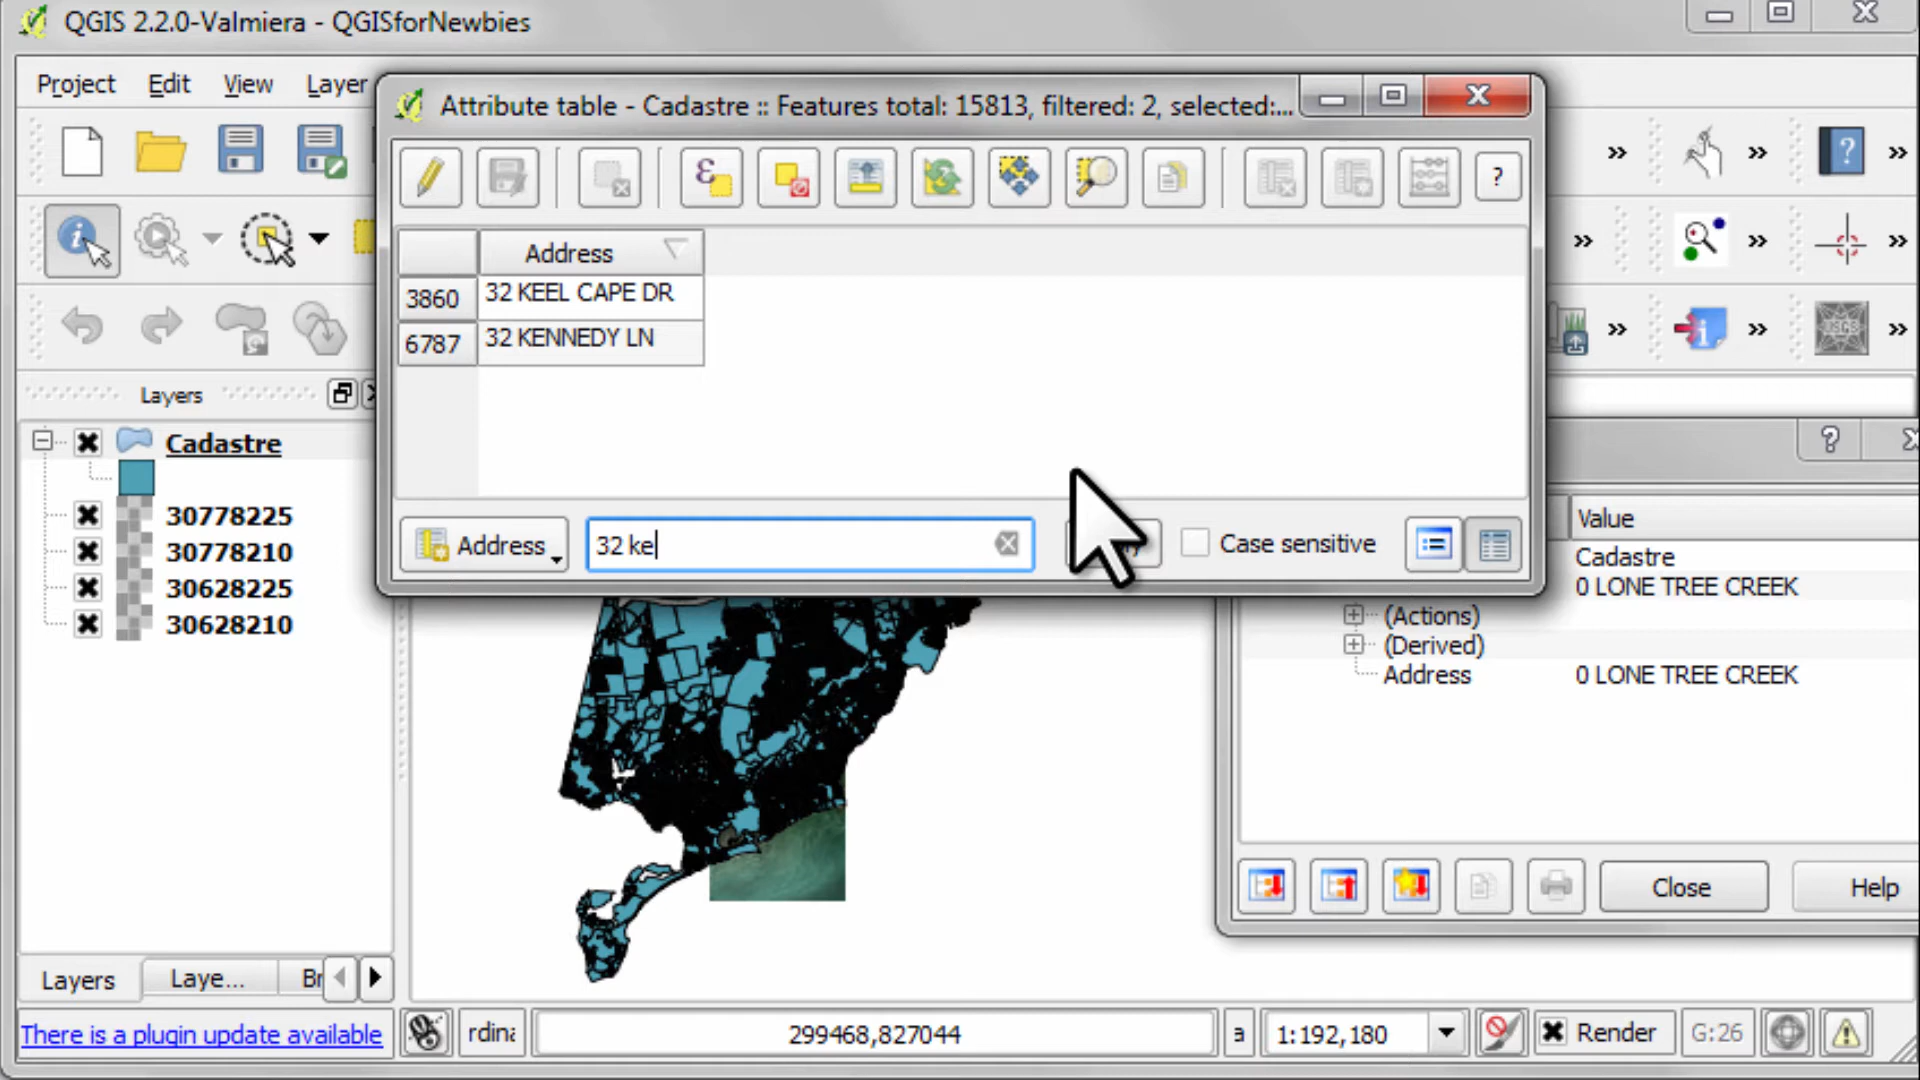 QGIS 2.2.0-Valmiera - QGISforNewbies
Project Edit View Layer
Attribute table - Cadastre :: Features total: 15813, filtered: 2, selected:...
?
Address
3860 32 KEEL CAPE DR
6787 32 KENNEDY LN
Address 32 ke Case sensitive
Layers
Cadastre
30778225
30778210
30628225
30628210
Value
Cadastre
0 LONE TREE CREEK
(Actions)
(Derived)
Address 0 LONE TREE CREEK
Close Help
Layers Laye... Br
There is a plugin update available rdina 299468,827044 a 1:192,180 Render G:26